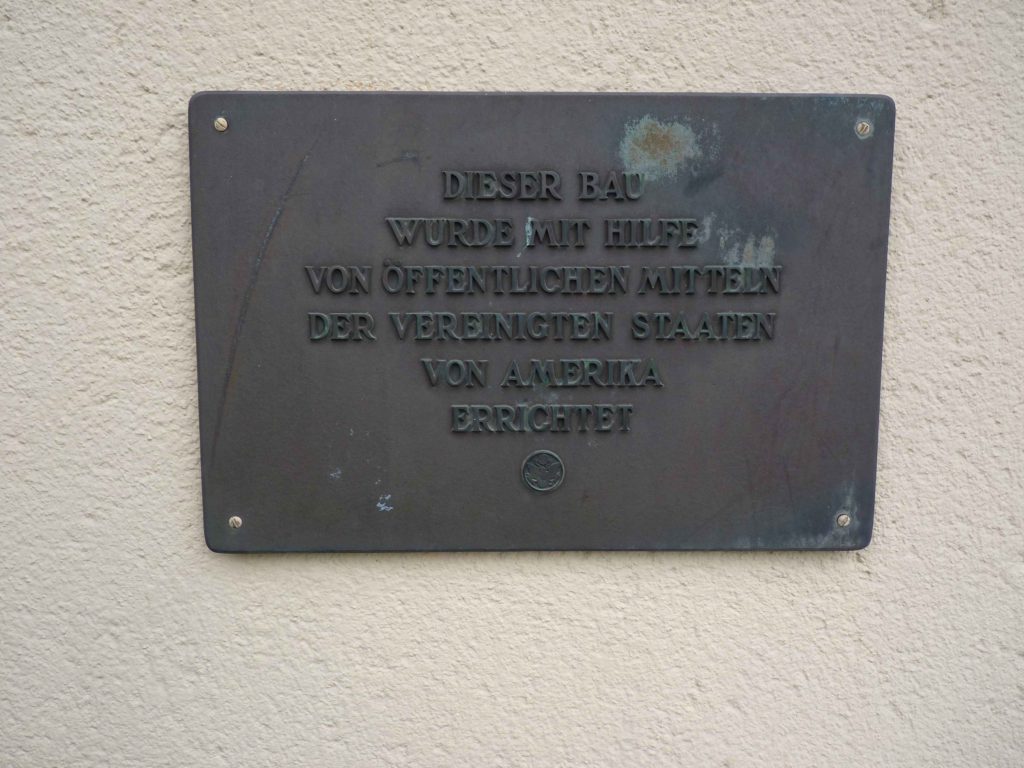 DIESER BAU
WURDE MIT HILFE
VON ÖFFENTLICHEN MITTELN
DER VEREINIGTEN STAATEN
VON AMERIKA
ERRICHTET